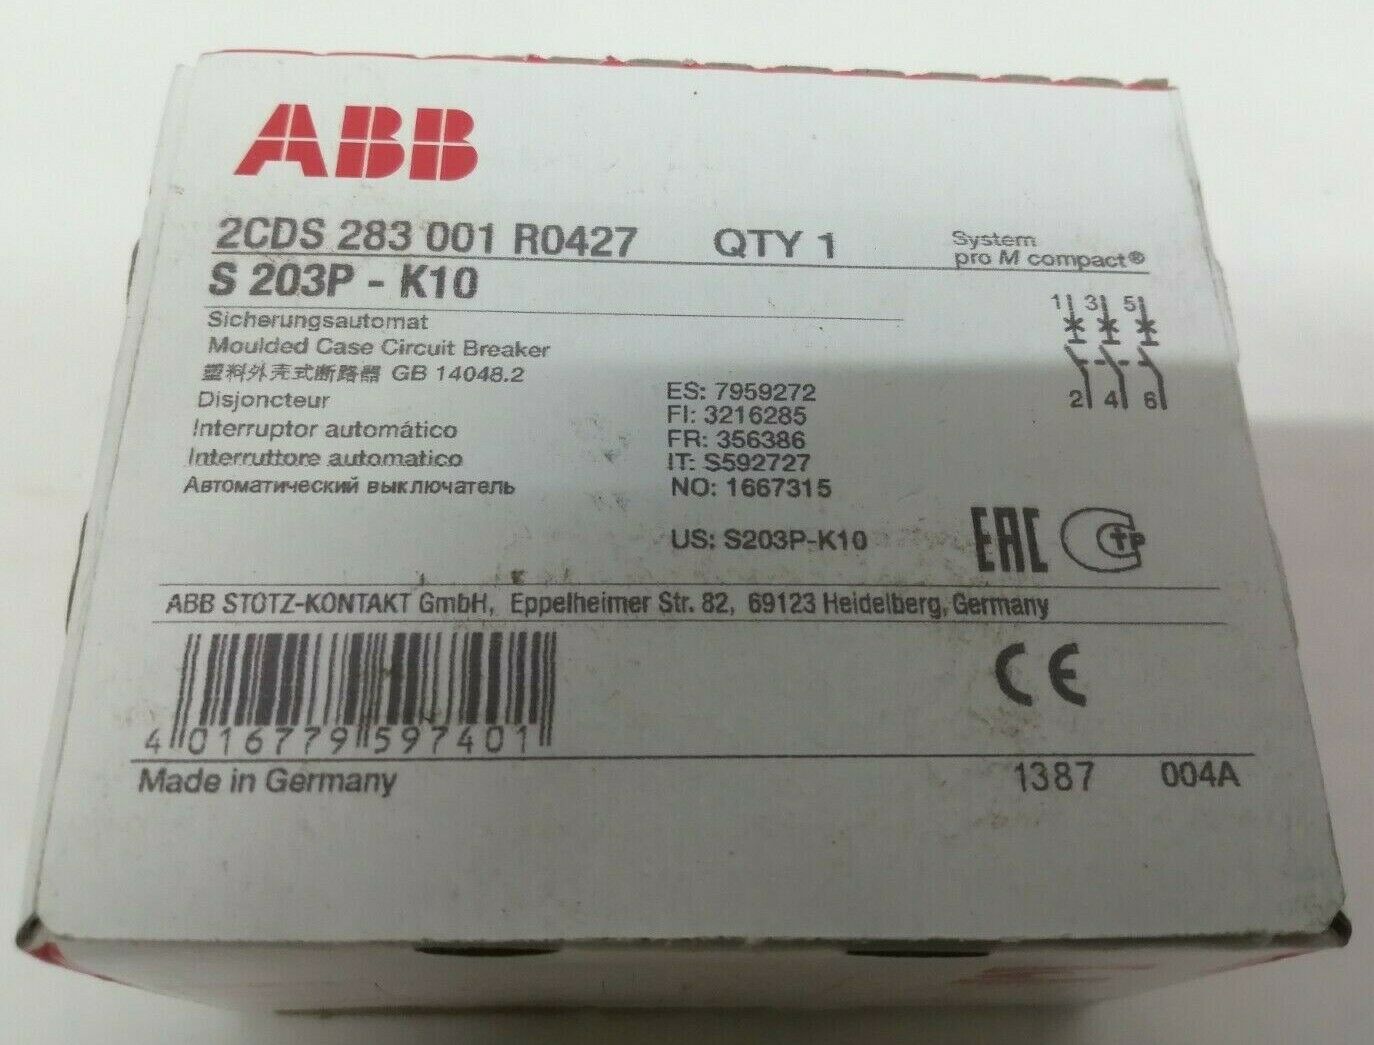 ABB
2CDS 283 001 R0427 QTY 1
System
pro M compact®
S 203P - K10
1 3 5
2 4 6
Sicherungsautomat
Moulded Case Circuit Breaker
塑料外壳式断路器 GB 14048.2
Disjoncteur
Interruptor automático
Interruttore automatico
Автоматический выключатель
ES: 7959272
FI: 3216285
FR: 356386
IT: S592727
NO: 1667315
US: S203P-K10
EAC
ABB STOTZ-KONTAKT GmbH, Eppelheimer Str. 82, 69123 Heidelberg, Germany
CE
4 016779 597401
Made in Germany 1387 004A